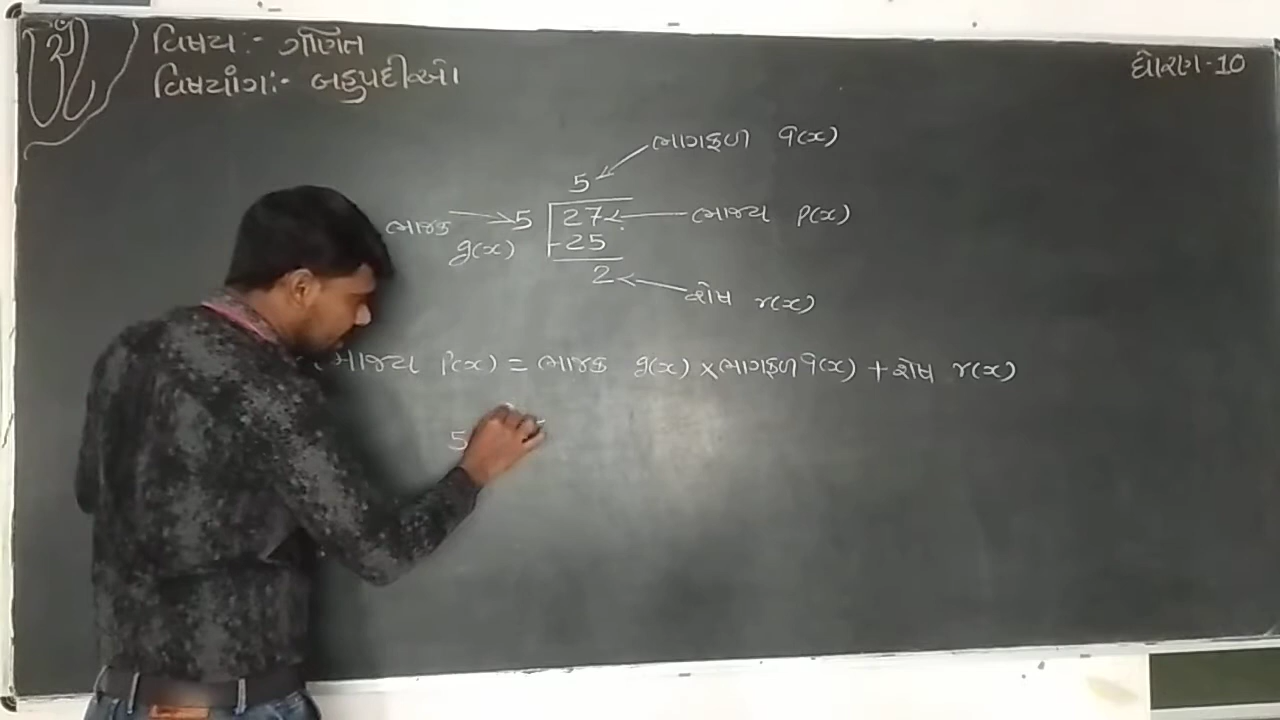 વિષય:- ગણિત
વિષયાંગ:- બહુપદીઓ
ધોરણ-10
ભાગફળ q(x)
5
ભાજક 5 27 ભાજ્ય p(x)
g(x) -25
2 શેષ r(x)
ભાજ્ય p(x) = ભાજક g(x) × ભાગફળ q(x) + શેષ r(x)
5